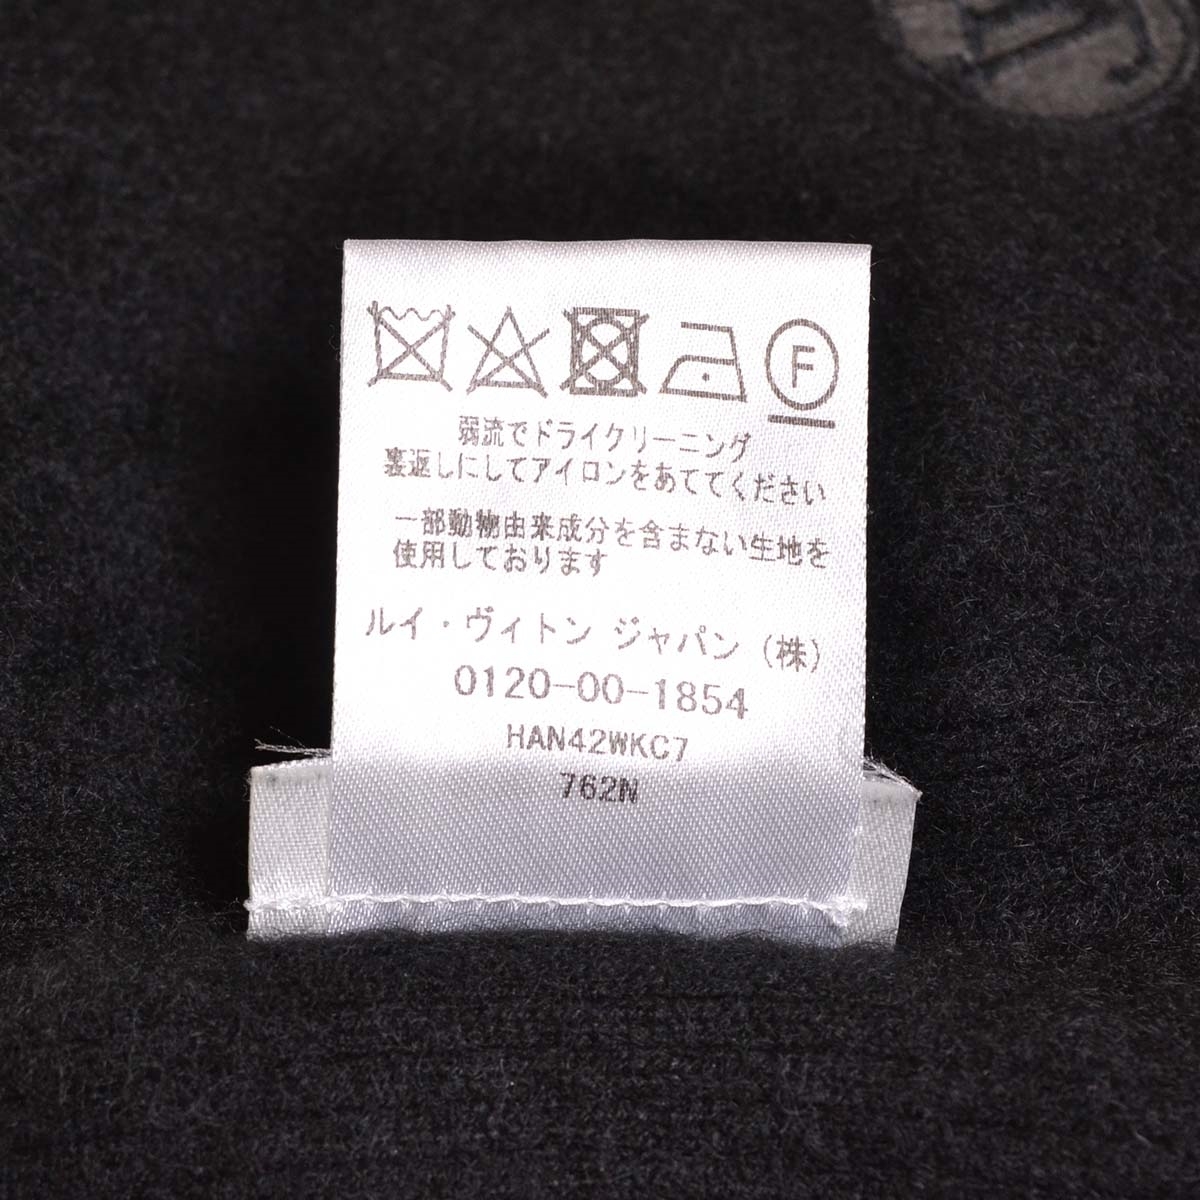 F
弱流でドライクリーニング
裏返しにしてアイロンをあててください
一部動物由来成分を含まない生地を
使用しております
ルイ・ヴィトン ジャパン(株)
0120-00-1854
HAN42WKC7
762N